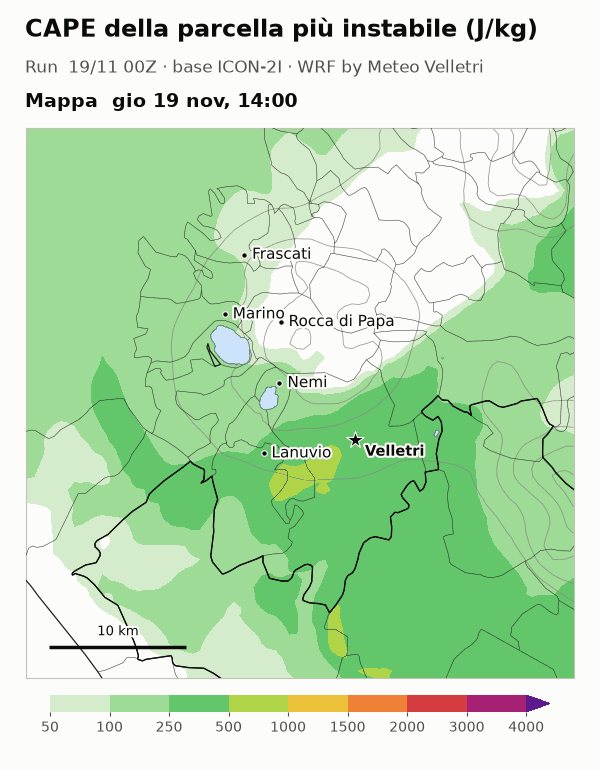 CAPE della parcella più instabile (J/kg)
Run  19/11 00Z · base ICON-2I · WRF by Meteo Velletri
Mappa  gio 19 nov, 14:00
Frascati
Marino
Rocca di Papa
Nemi
Velletri
Lanuvio
10 km
50 100 250 500 1000 1500 2000 3000 4000